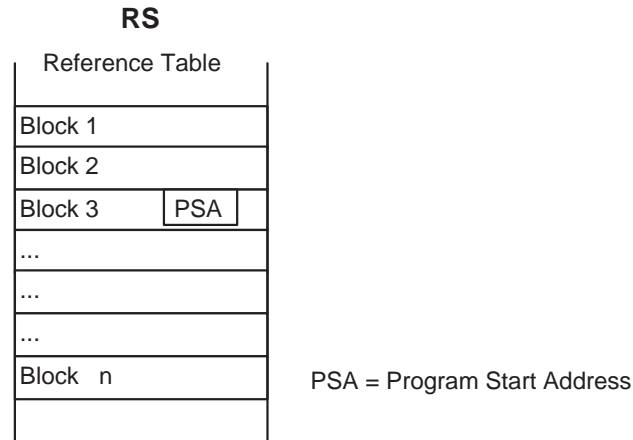 RS
Reference Table
Block 1
Block 2
Block 3 PSA
...
...
...
Block n
PSA = Program Start Address